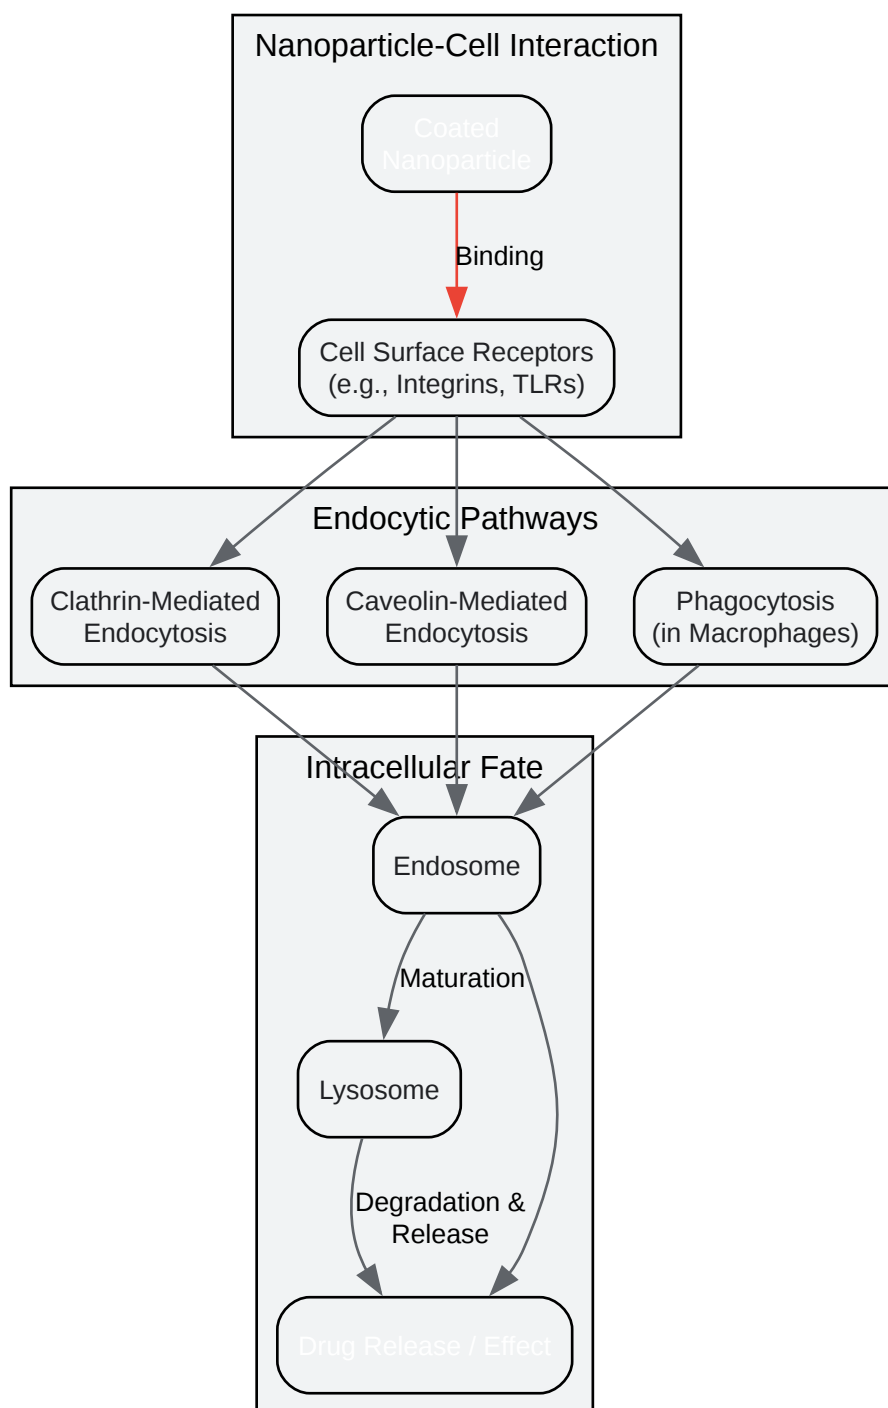 Nanoparticle-Cell Interaction
Coated
Nanoparticle
Binding
Cell Surface Receptors
(e.g., Integrins, TLRs)
Endocytic Pathways
Clathrin-Mediated
Endocytosis
Caveolin-Mediated
Endocytosis
Phagocytosis
(in Macrophages)
Intracellular Fate
Endosome
Maturation
Lysosome
Degradation &
Release
Drug Release / Effect